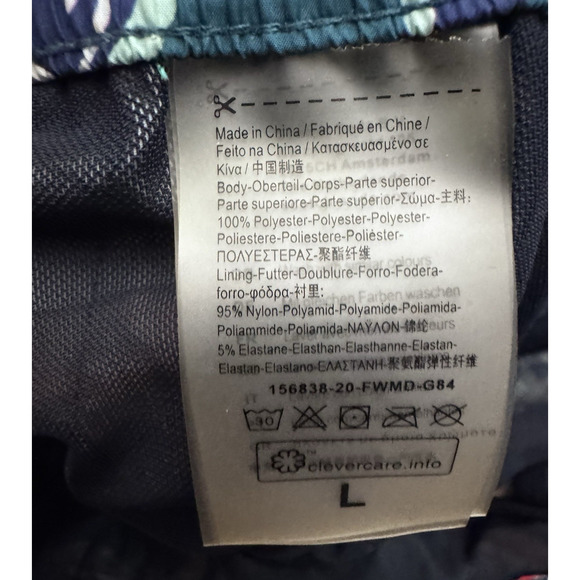 Made in China / Fabriqué en Chine /
Feito na China / Κατασκευασμένο σε
Κίνα / 中国制造
Body-Oberteil-Corps-Parte superior-
Parte superiore-Parte superior-Σώμα-主料:
100% Polyester-Polyester-Polyester-
Poliestere-Poliestere-Poliéster-
ΠΟΛΥΕΣΤΕΡΑΣ-聚酯纤维
Lining-Futter-Doublure-Forro-Fodera-
forro-φόδρα-衬里:
95% Nylon-Polyamid-Polyamide-Poliamida-
Poliammide-Poliamida-ΝΑΫΛΟΝ-锦纶
5% Elastane-Elasthan-Elasthanne-Elastan-
Elastan-Elastano-ΕΛΑΣΤΑΝΗ-聚氨酯弹性纤维
156838-20-FWMD-G84
30
clevercare.info
L